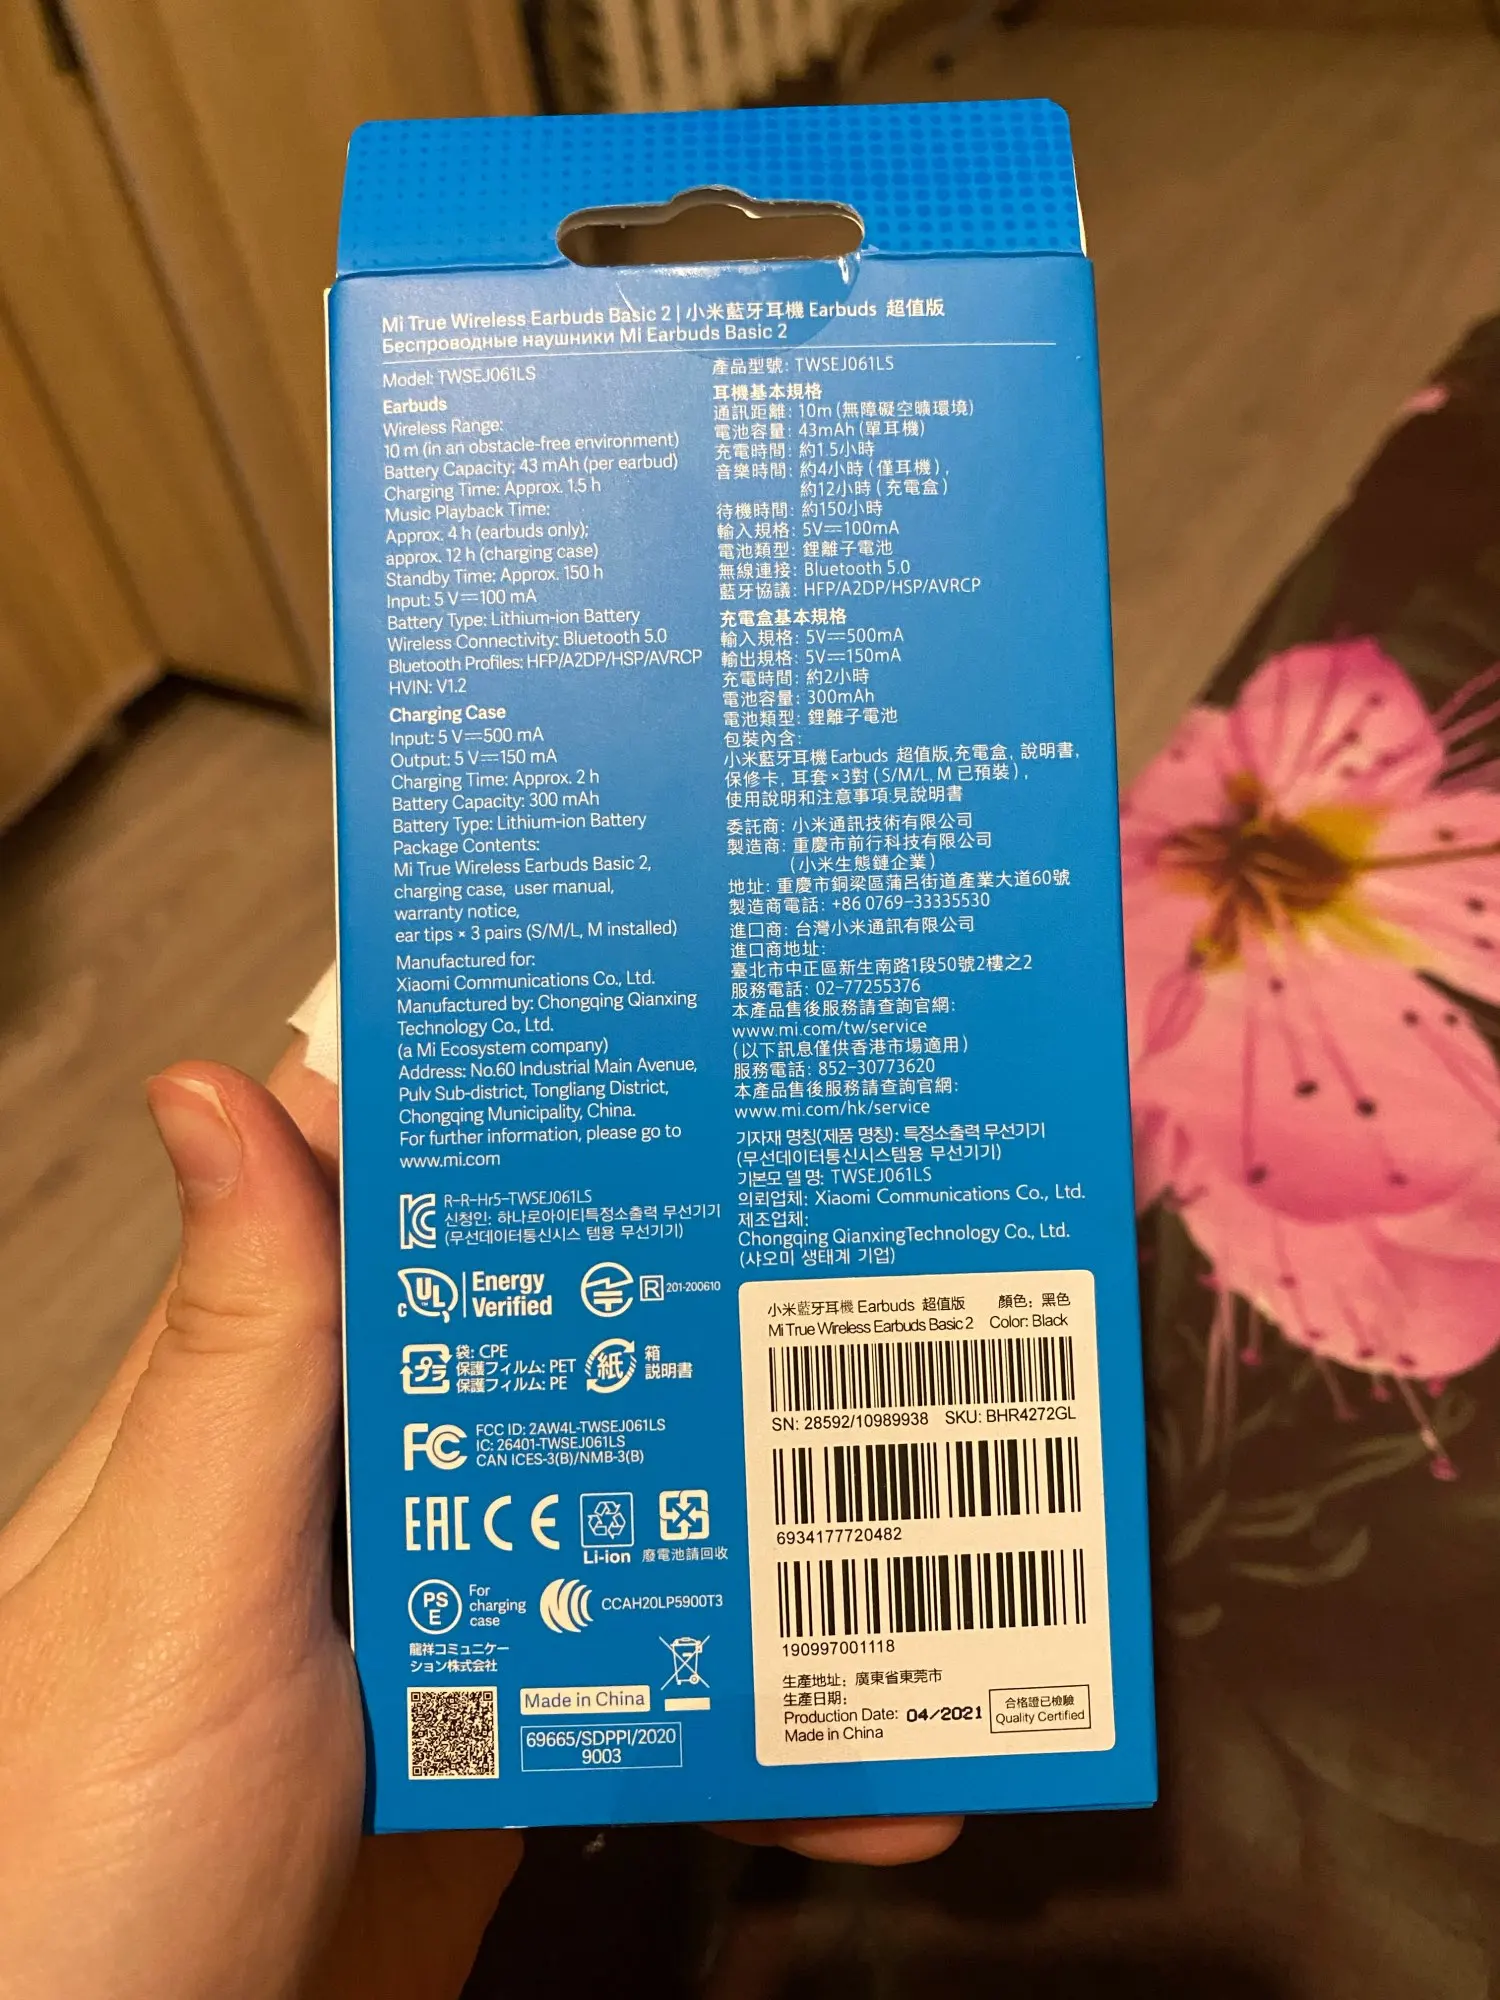 Mi True Wireless Earbuds Basic 2 | 小米藍牙耳機 Earbuds 超值版
Беспроводные наушники Mi Earbuds Basic 2
Model: TWSEJ061LS
Earbuds
Wireless Range:
10 m (in an obstacle-free environment)
Battery Capacity: 43 mAh (per earbud)
Charging Time: Approx. 1.5 h
Music Playback Time:
Approx. 4 h (earbuds only);
approx. 12 h (charging case)
Standby Time: Approx. 150 h
Input: 5 V⎓100 mA
Battery Type: Lithium-ion Battery
Wireless Connectivity: Bluetooth 5.0
Bluetooth Profiles: HFP/A2DP/HSP/AVRCP
HVIN: V1.2
Charging Case
Input: 5 V⎓500 mA
Output: 5 V⎓150 mA
Charging Time: Approx. 2 h
Battery Capacity: 300 mAh
Battery Type: Lithium-ion Battery
Package Contents:
Mi True Wireless Earbuds Basic 2,
charging case, user manual,
warranty notice,
ear tips × 3 pairs (S/M/L, M installed)
Manufactured for:
Xiaomi Communications Co., Ltd.
Manufactured by: Chongqing Qianxing
Technology Co., Ltd.
(a Mi Ecosystem company)
Address: No.60 Industrial Main Avenue,
Pulv Sub-district, Tongliang District,
Chongqing Municipality, China.
For further information, please go to
www.mi.com
R-R-Hr5-TWSEJ061LS
신청인: 하나로아이티특정소출력 무선기기
(무선데이터통신시스 템용 무선기기)
c UL Energy
Verified
R 201-200610
プラ
袋: CPE
保護フィルム: PET
保護フィルム: PE
紙
箱
説明書
FC FCC ID: 2AW4L-TWSEJ061LS
IC: 26401-TWSEJ061LS
CAN ICES-3(B)/NMB-3(B)
EAC CE
Li-ion 廢電池請回收
PS
E
For
charging
case
CCAH20LP5900T3
龍祥コミュニケー
ション株式会社
Made in China
69665/SDPPI/2020
9003
產品型號: TWSEJ061LS
耳機基本規格
通訊距離: 10m (無障礙空曠環境)
電池容量: 43mAh (單耳機)
充電時間: 約1.5小時
音樂時間: 約4小時 (僅耳機),
約12小時 (充電盒)
待機時間: 約150小時
輸入規格: 5V⎓100mA
電池類型: 鋰離子電池
無線連接: Bluetooth 5.0
藍牙協議: HFP/A2DP/HSP/AVRCP
充電盒基本規格
輸入規格: 5V⎓500mA
輸出規格: 5V⎓150mA
充電時間: 約2小時
電池容量: 300mAh
電池類型: 鋰離子電池
包裝內含:
小米藍牙耳機 Earbuds 超值版,充電盒, 說明書,
保修卡, 耳套×3對 (S/M/L, M 已預裝),
使用說明和注意事項:見說明書
委託商: 小米通訊技術有限公司
製造商: 重慶市前行科技有限公司
(小米生態鏈企業)
地址: 重慶市銅梁區蒲呂街道產業大道60號
製造商電話: +86 0769-33335530
進口商: 台灣小米通訊有限公司
進口商地址:
臺北市中正區新生南路1段50號2樓之2
服務電話: 02-77255376
本產品售後服務請查詢官網:
www.mi.com/tw/service
(以下訊息僅供香港市場適用)
服務電話: 852-30773620
本產品售後服務請查詢官網:
www.mi.com/hk/service
기자재 명칭(제품 명칭): 특정소출력 무선기기
(무선데이터통신시스템용 무선기기)
기본모 델 명: TWSEJ061LS
의뢰업체: Xiaomi Communications Co., Ltd.
제조업체:
Chongqing QianxingTechnology Co., Ltd.
(샤오미 생태계 기업)
小米藍牙耳機 Earbuds 超值版 顏色: 黑色
Mi True Wireless Earbuds Basic 2 Color: Black
SN: 28592/10989938 SKU: BHR4272GL
6934177720482
190997001118
生產地址: 廣東省東莞市
生產日期:
Production Date: 04/2021
Made in China
合格證已檢驗
Quality Certified